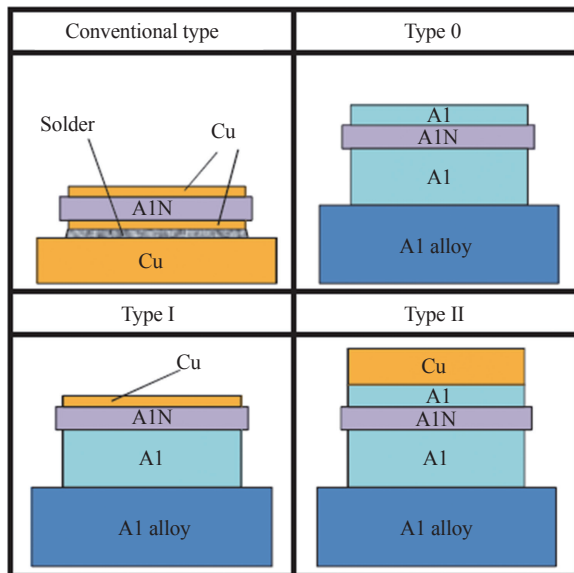 Conventional type
Type 0
Solder
Cu
A1N
Cu
A1
A1N
A1
A1 alloy
Type I
Type II
Cu
A1N
A1
A1 alloy
Cu
A1
A1N
A1
A1 alloy